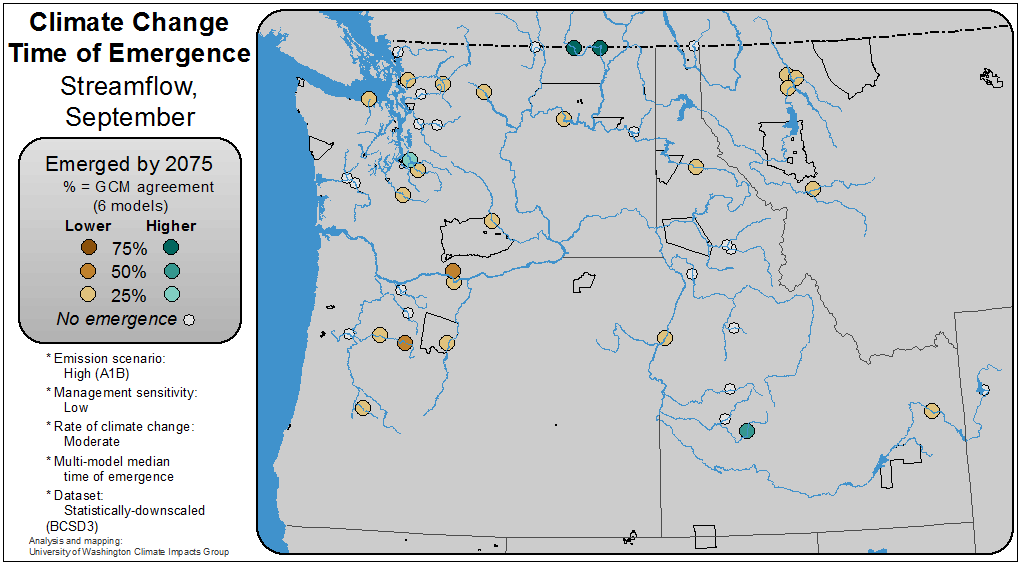 Climate Change
Time of Emergence
Streamflow,
September
Emerged by 2075
% = GCM agreement
(6 models)
Lower Higher
75%
50%
25%
No emergence
* Emission scenario:
High (A1B)
* Management sensitivity:
Low
* Rate of climate change:
Moderate
* Multi-model median
time of emergence
* Dataset:
Statistically-downscaled
(BCSD3)
Analysis and mapping:
University of Washington Climate Impacts Group